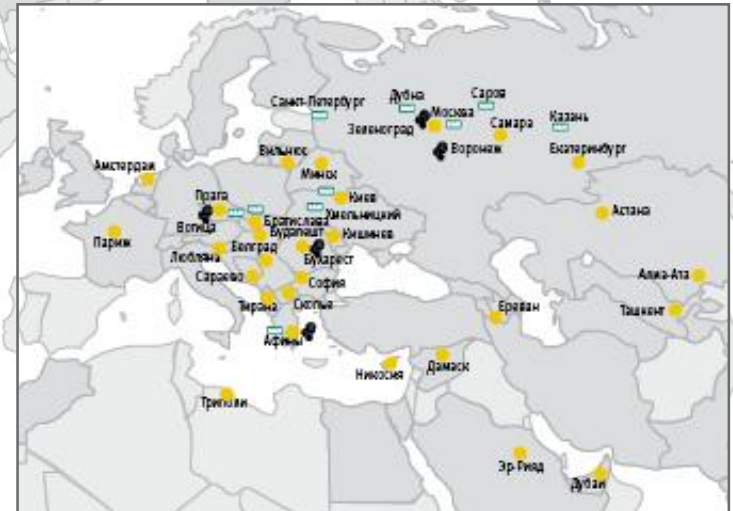 Санкт-Петербург
Дубна
Саров
Москва
Зеленоград
Самара
Казань
Воронеж
Екатеринбург
Вильнюс
Минск
Амстердам
Прага
Киев
Хмельницкий
Братислава
Вотица
Будапешт
Кишинев
Париж
Любляна
Белград
Бухарест
Астана
Сараево
София
Алма-Ата
Тирана
Скопье
Ереван
Ташкент
Афины
Никосия
Дамаск
Триполи
Эр-Рияд
Дубаи